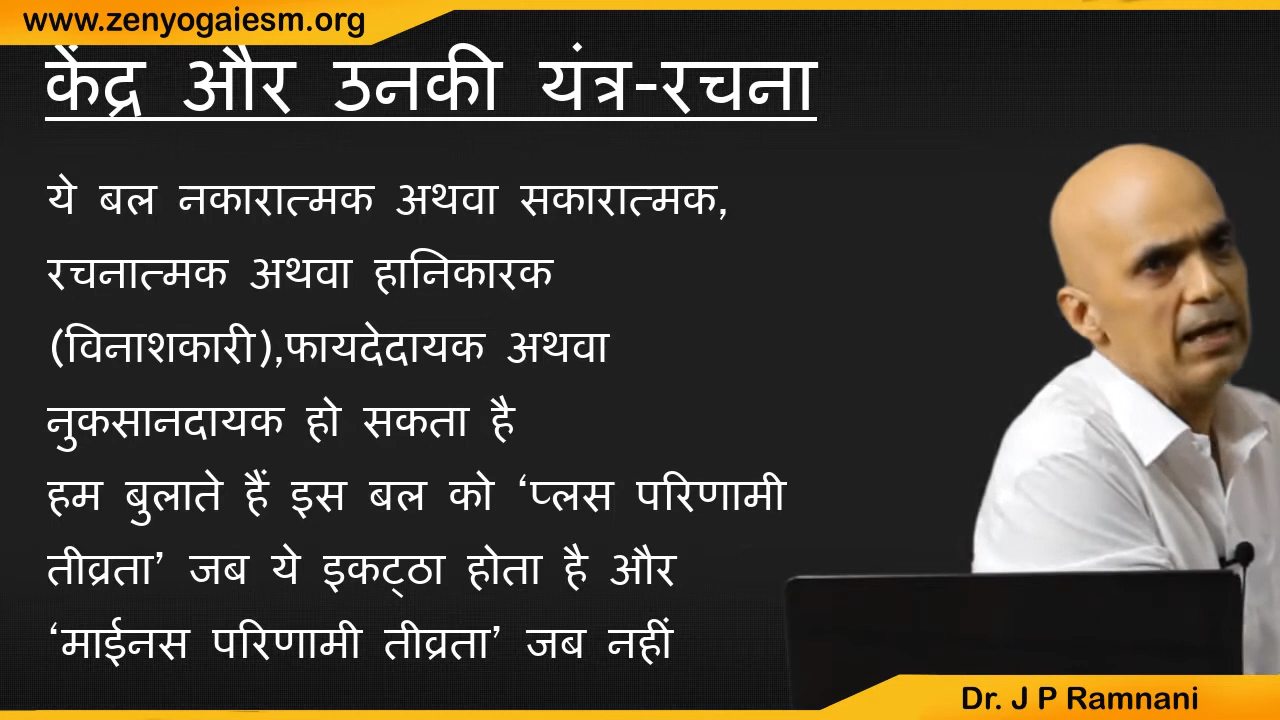 www.zenyogaiesm.org
केंद्र और उनकी यंत्र-रचना
ये बल नकारात्मक अथवा सकारात्मक,
रचनात्मक अथवा हानिकारक
(विनाशकारी),फायदेदायक अथवा
नुकसानदायक हो सकता है
हम बुलाते हैं इस बल को ‘प्लस परिणामी
तीव्रता’ जब ये इकट्ठा होता है और
‘माईनस परिणामी तीव्रता’ जब नहीं
Dr. J P Ramnani